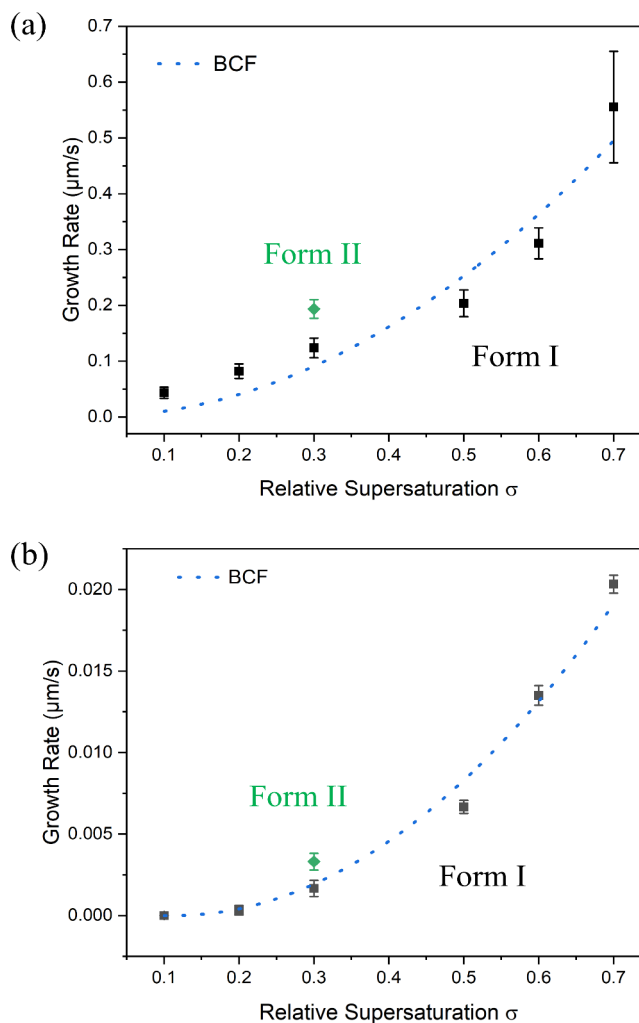 (a)
0.7
0.6
0.5
0.4
0.3
0.2
0.1
0.0
Growth Rate (μm/s)
BCF
Form II
Form I
0.1 0.2 0.3 0.4 0.5 0.6 0.7
Relative Supersaturation σ
(b)
0.020
0.015
0.010
0.005
0.000
Growth Rate (μm/s)
BCF
Form II
Form I
0.1 0.2 0.3 0.4 0.5 0.6 0.7
Relative Supersaturation σ